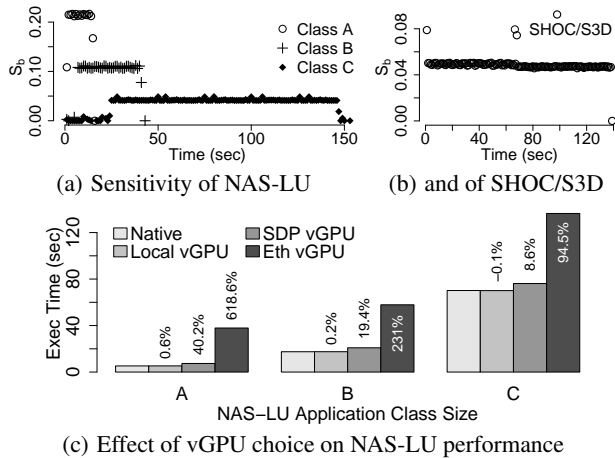 0.20
0.10
0.00
S_b
Class A
Class B
Class C
0 50 100 150
Time (sec)
(a) Sensitivity of NAS-LU
0.08
0.04
0.00
S_b
SHOC/S3D
0 40 80 120
Time (sec)
(b) and of SHOC/S3D
120
80
40
0
Exec Time (sec)
Native
Local vGPU
SDP vGPU
Eth vGPU
0.6%
40.2%
618.6%
0.2%
19.4%
231%
−0.1%
8.6%
94.5%
A B C
NAS−LU Application Class Size
(c) Effect of vGPU choice on NAS-LU performance